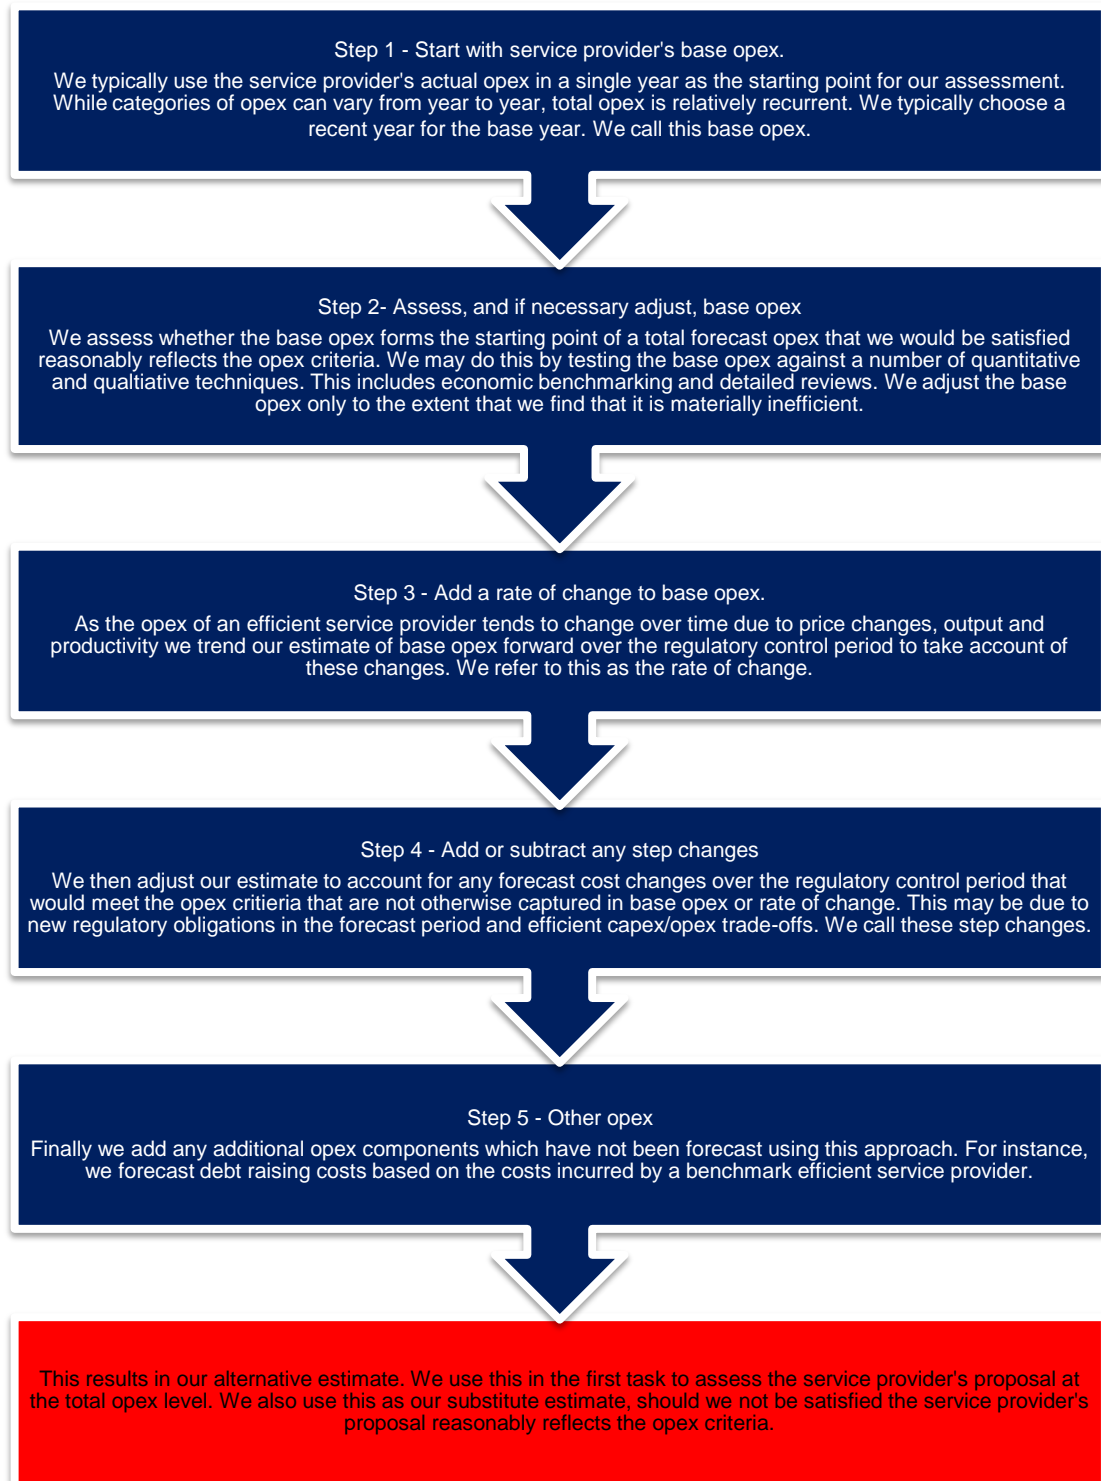 Step 1 - Start with service provider's base opex.
We typically use the service provider's actual opex in a single year as the starting point for our assessment.
While categories of opex can vary from year to year, total opex is relatively recurrent. We typically choose a
recent year for the base year. We call this base opex.
Step 2- Assess, and if necessary adjust, base opex
We assess whether the base opex forms the starting point of a total forecast opex that we would be satisfied
reasonably reflects the opex criteria. We may do this by testing the base opex against a number of quantitative
and qualtiative techniques. This includes economic benchmarking and detailed reviews. We adjust the base
opex only to the extent that we find that it is materially inefficient.
Step 3 - Add a rate of change to base opex.
As the opex of an efficient service provider tends to change over time due to price changes, output and
productivity we trend our estimate of base opex forward over the regulatory control period to take account of
these changes. We refer to this as the rate of change.
Step 4 - Add or subtract any step changes
We then adjust our estimate to account for any forecast cost changes over the regulatory control period that
would meet the opex critieria that are not otherwise captured in base opex or rate of change. This may be due to
new regulatory obligations in the forecast period and efficient capex/opex trade-offs. We call these step changes.
Step 5 - Other opex
Finally we add any additional opex components which have not been forecast using this approach. For instance,
we forecast debt raising costs based on the costs incurred by a benchmark efficient service provider.
This results in our alternative estimate. We use this in the first task to assess the service provider's proposal at
the total opex level. We also use this as our substitute estimate, should we not be satisfied the service provider's
proposal reasonably reflects the opex criteria.